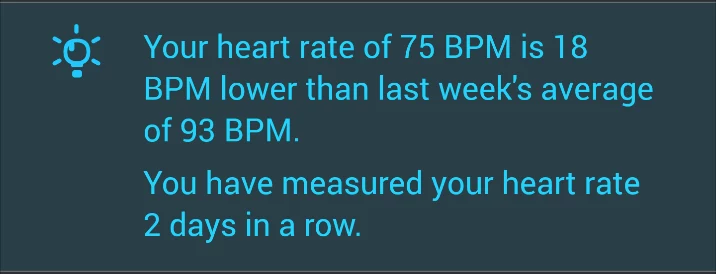 Your heart rate of 75 BPM is 18
BPM lower than last week's average
of 93 BPM.
You have measured your heart rate
2 days in a row.